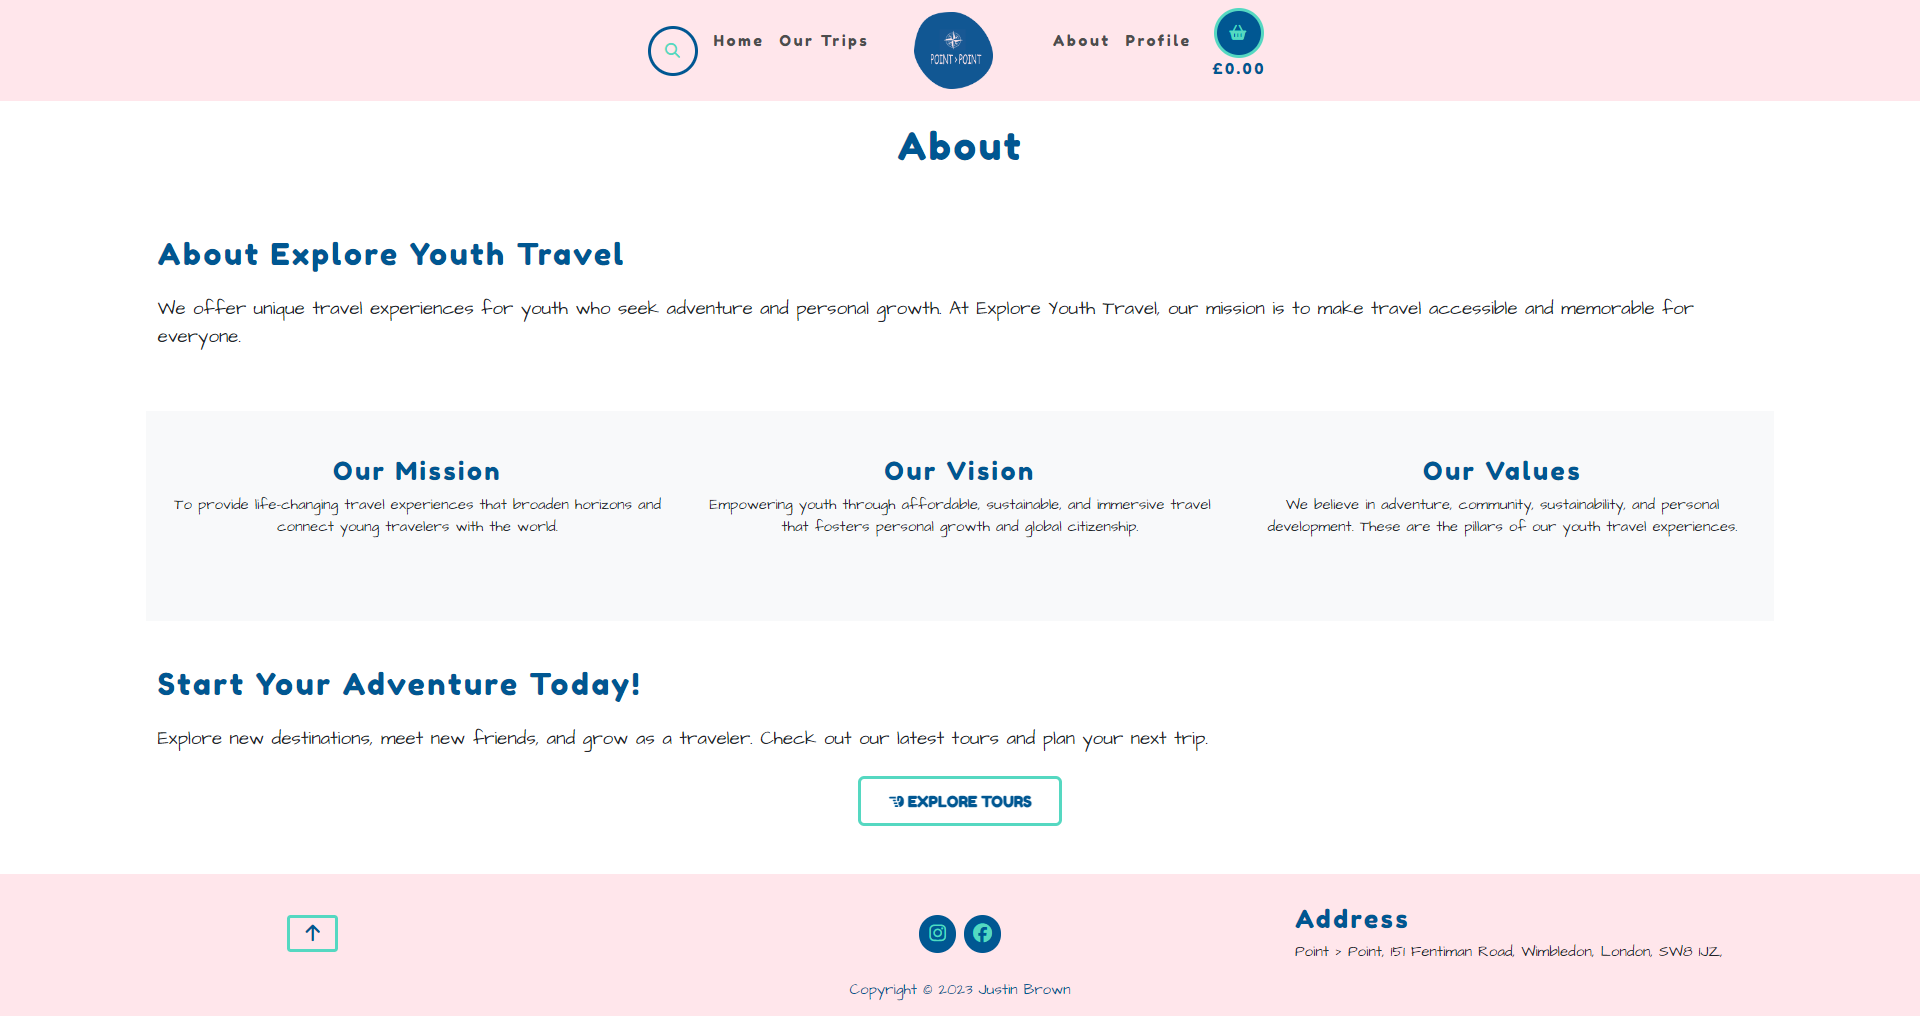 Home Our Trips
POINT > POINT
About Profile
£0.00
About
About Explore Youth Travel
We offer unique travel experiences for youth who seek adventure and personal growth. At Explore Youth Travel, our mission is to make travel accessible and memorable for
everyone.
Our Mission
To provide life-changing travel experiences that broaden horizons and
connect young travelers with the world.
Our Vision
Empowering youth through affordable, sustainable, and immersive travel
that fosters personal growth and global citizenship.
Our Values
We believe in adventure, community, sustainability, and personal
development. These are the pillars of our youth travel experiences.
Start Your Adventure Today!
Explore new destinations, meet new friends, and grow as a traveler. Check out our latest tours and plan your next trip.
EXPLORE TOURS
Address
Point > Point, 151 Fentiman Road, Wimbledon, London, SW8 1JZ,
Copyright © 2023 Justin Brown